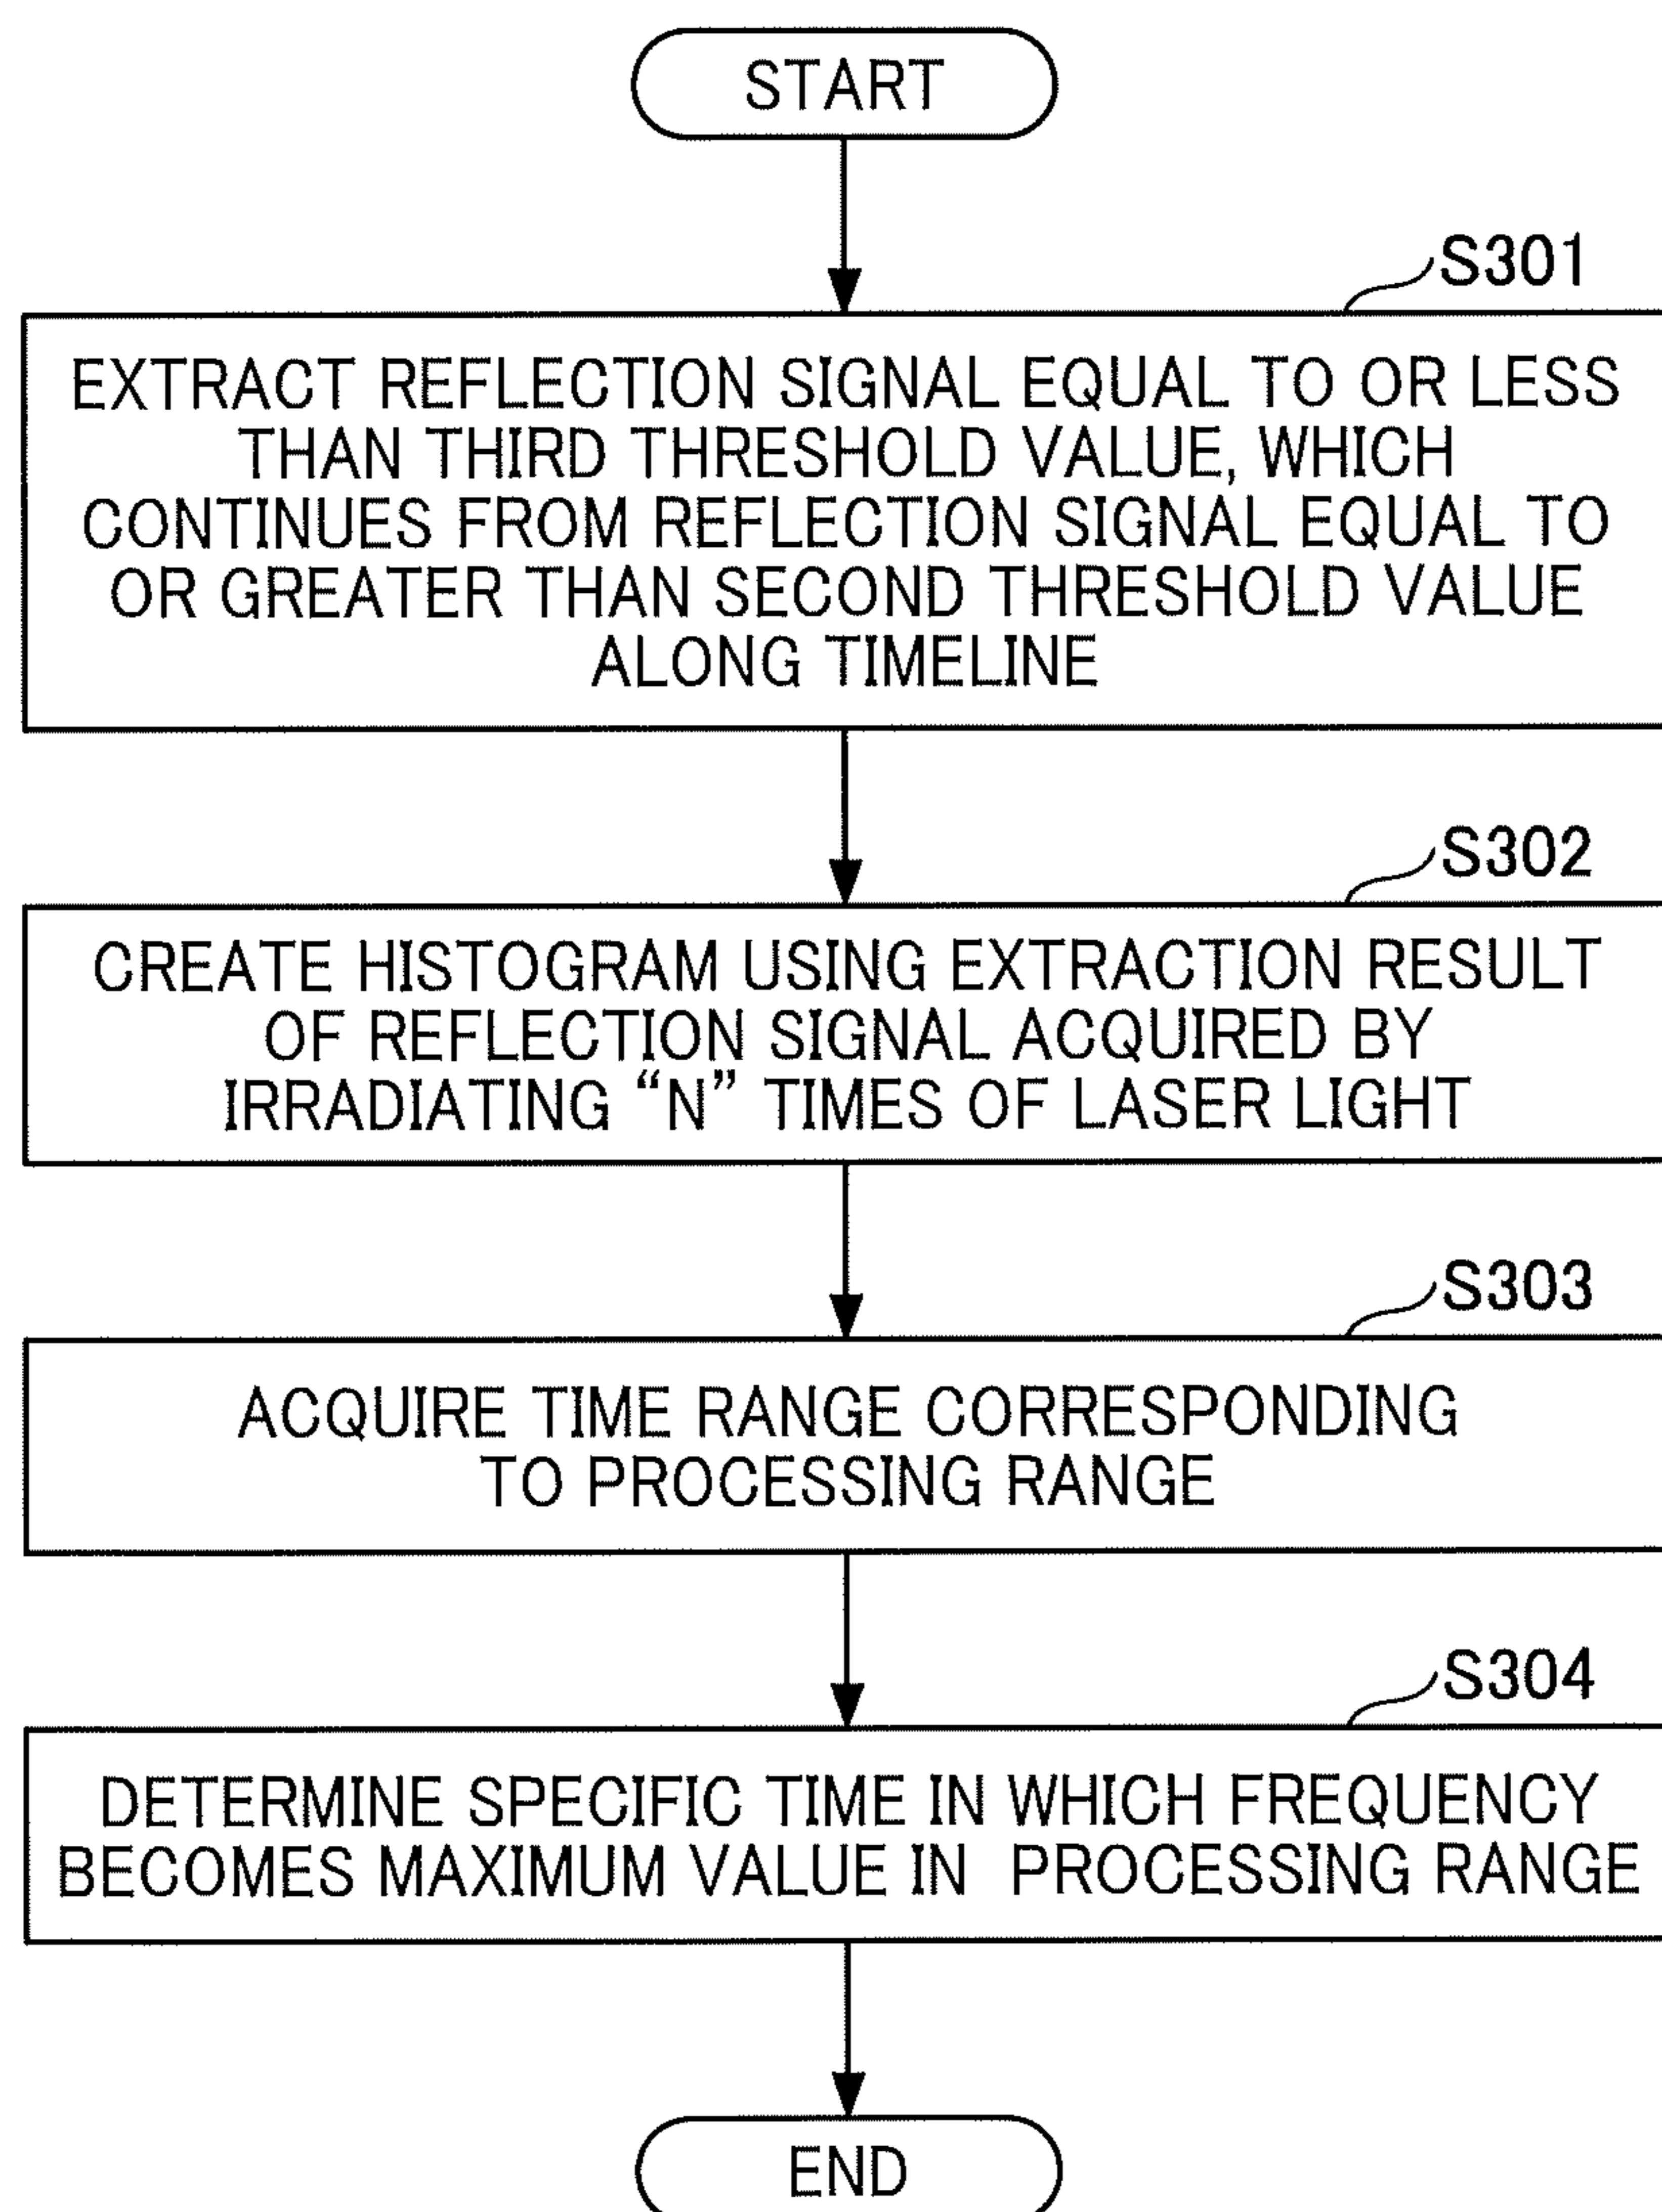 START
S301
EXTRACT REFLECTION SIGNAL EQUAL TO OR LESS
THAN THIRD THRESHOLD VALUE, WHICH
CONTINUES FROM REFLECTION SIGNAL EQUAL TO
OR GREATER THAN SECOND THRESHOLD VALUE
ALONG TIMELINE
S302
CREATE HISTOGRAM USING EXTRACTION RESULT
OF REFLECTION SIGNAL ACQUIRED BY
IRRADIATING “N” TIMES OF LASER LIGHT
S303
ACQUIRE TIME RANGE CORRESPONDING
TO PROCESSING RANGE
S304
DETERMINE SPECIFIC TIME IN WHICH FREQUENCY
BECOMES MAXIMUM VALUE IN PROCESSING RANGE
END